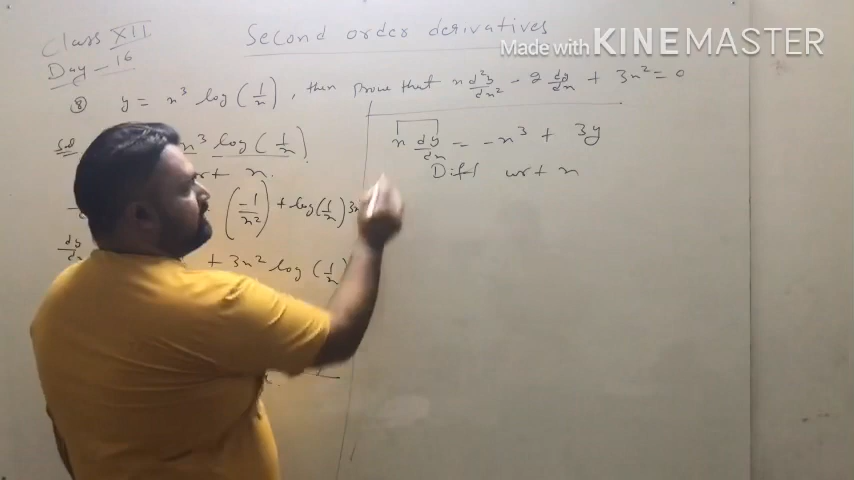 Class XII
Second order derivatives
Made with KINEMASTER
Day - 16
⑧ y = x³ log (1/x), then prove that x d²y/dx² - 2 dy/dx + 3x² = 0
Sol x³ log (1/x)
wrt x.
(-1/x²) + log (1/x) 3x
dy/dx + 3x² log (1/x)
x dy/dx = -x³ + 3y
Diff wrt x